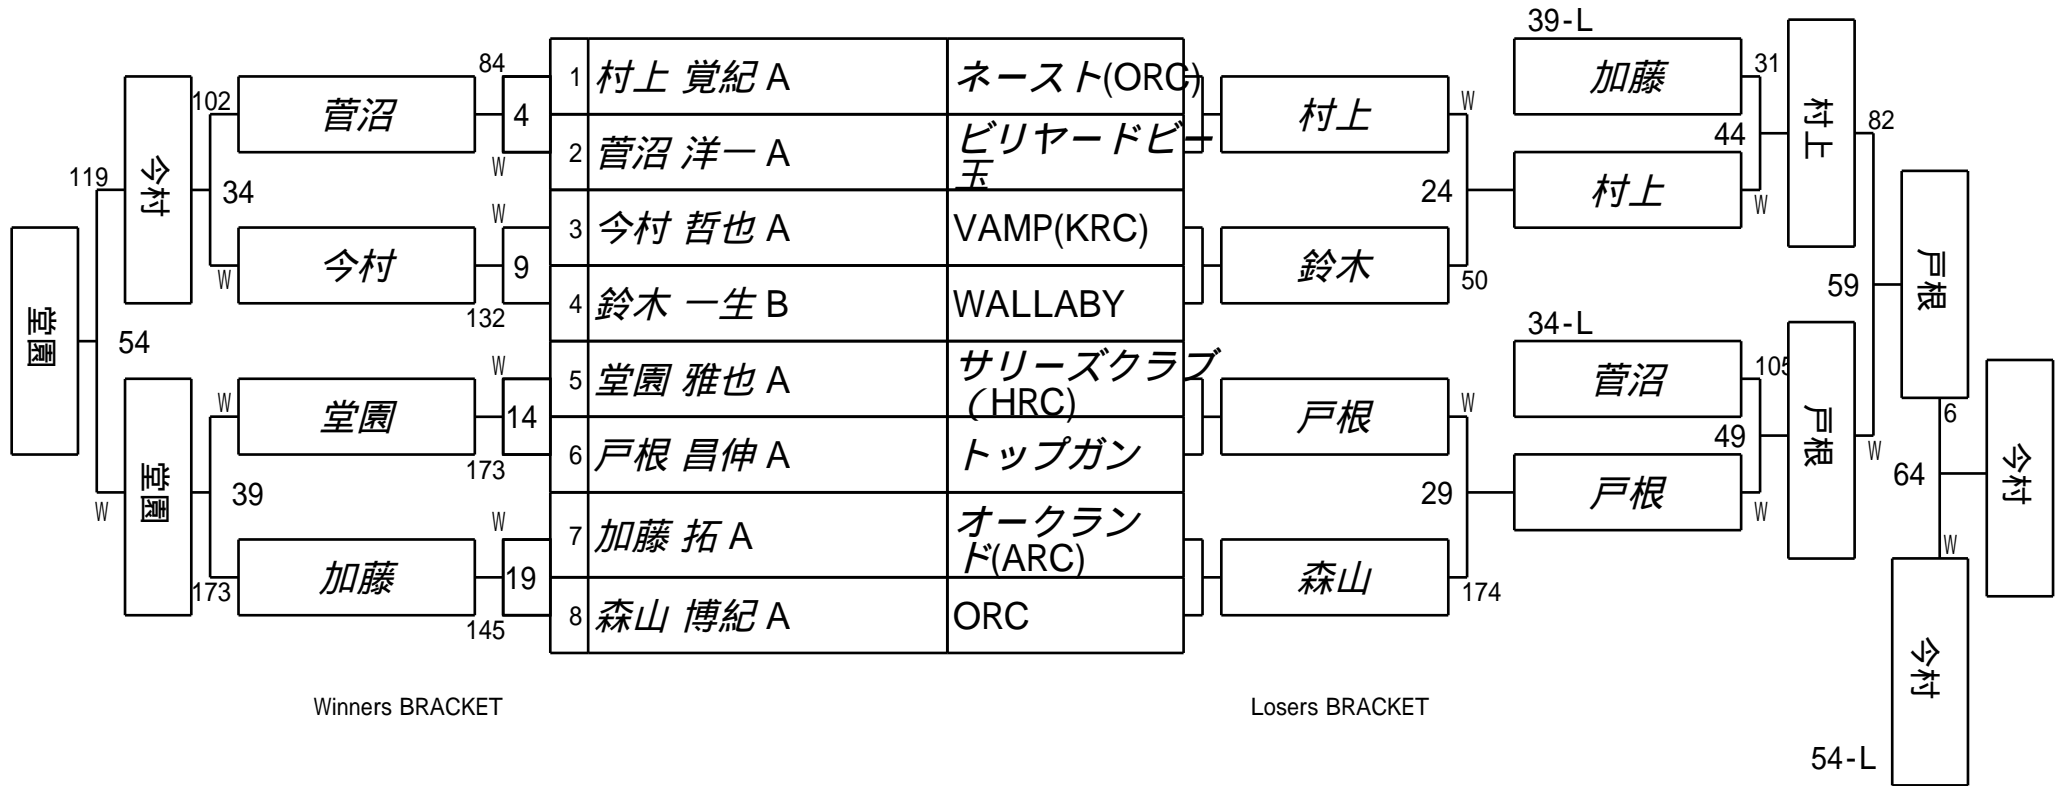 39-L
84
1 村上 覚紀 A ネースト(ORC)
村上 W
加藤 31
102 菅沼 4
W
2 菅沼 洋一 A ビリヤードビー
玉
44 村上 82
119 今村 34
24
村上 W
W
3 今村 哲也 A VAMP(KRC)
W 今村 9
鈴木 50
132
4 鈴木 一生 B WALLABY
59 戸根
堂園 54
34-L
W
5 堂園 雅也 A サリーズクラブ
(HRC)
菅沼 105
W 堂園 14
戸根 W
173
6 戸根 昌伸 A トップガン
49 戸根 W
6
W 堂園 39
29
戸根 W
64 今村
W
7 加藤 拓 A オークラン
ド(ARC)
W
173 加藤 19
森山 174
145
8 森山 博紀 A ORC
今村
Winners BRACKET
Losers BRACKET
54-L